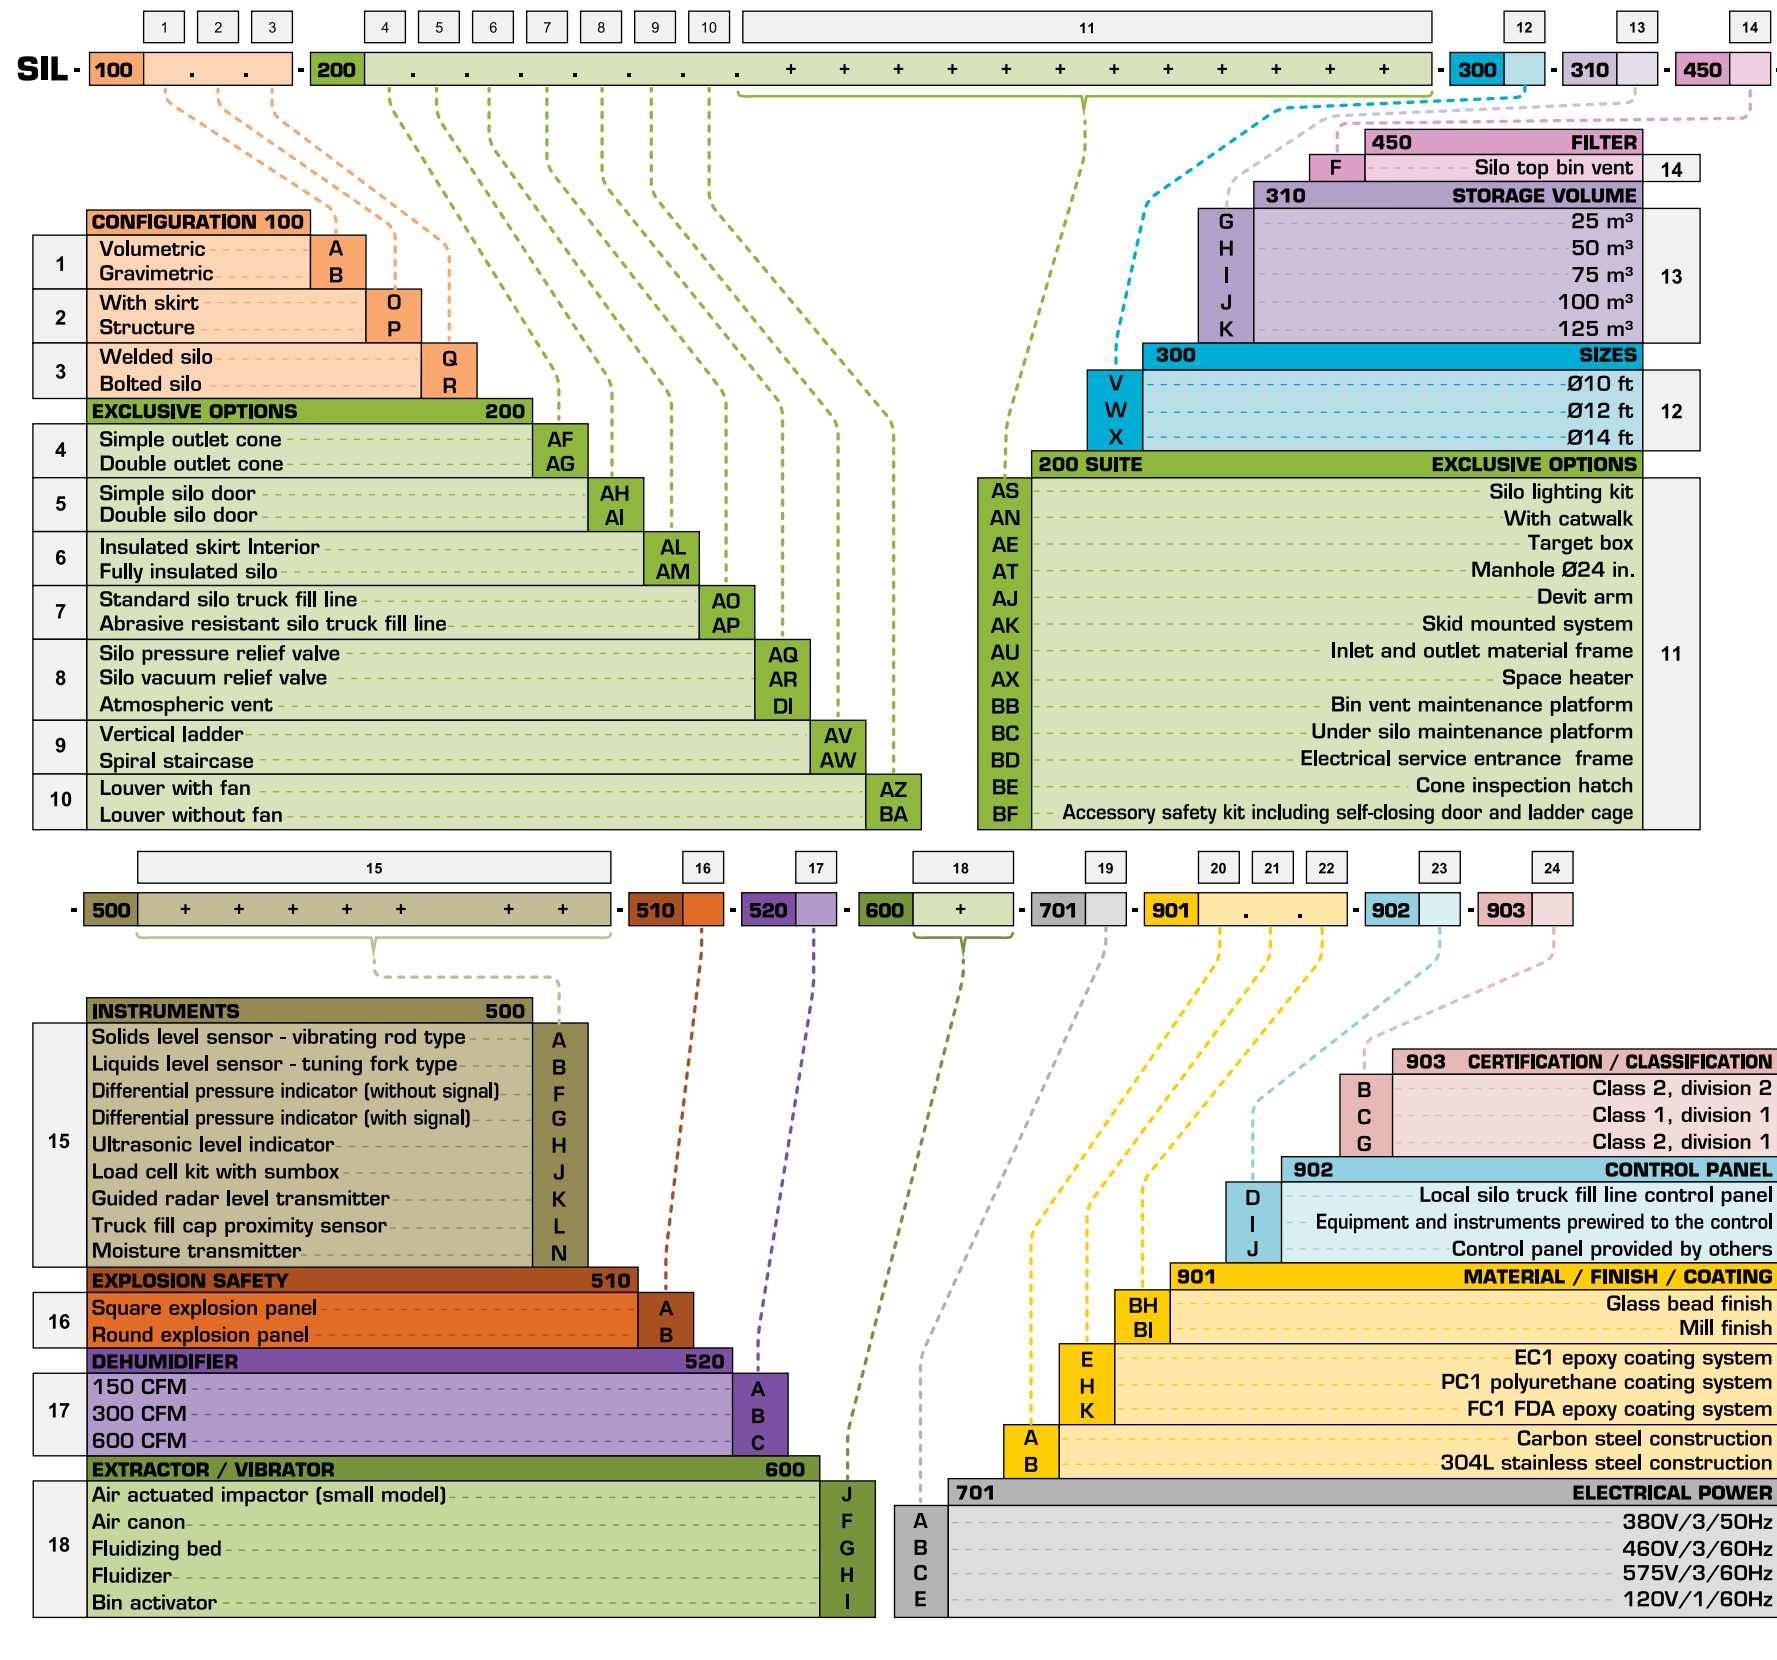 1 2 3 4 5 6 7 8 9 10 11 12 13 14
SIL - 100 . . - 200 . . . . . . . + + + + + + + + + + + + - 300 - 310 - 450 -
450 FILTER
F Silo top bin vent 14
310 STORAGE VOLUME
G 25 m³
H 50 m³
I 75 m³
J 100 m³
K 125 m³
13
300 SIZES
V Ø10 ft
W Ø12 ft
X Ø14 ft
12
CONFIGURATION 100
1
Volumetric A
Gravimetric B
2
With skirt O
Structure P
3
Welded silo Q
Bolted silo R
EXCLUSIVE OPTIONS 200
4
Simple outlet cone AF
Double outlet cone AG
5
Simple silo door AH
Double silo door AI
6
Insulated skirt Interior AL
Fully insulated silo AM
7
Standard silo truck fill line AO
Abrasive resistant silo truck fill line AP
8
Silo pressure relief valve AQ
Silo vacuum relief valve AR
Atmospheric vent DI
9
Vertical ladder AV
Spiral staircase AW
10
Louver with fan AZ
Louver without fan BA
200 SUITE EXCLUSIVE OPTIONS
AS Silo lighting kit
AN With catwalk
AE Target box
AT Manhole Ø24 in.
AJ Devit arm
AK Skid mounted system
AU Inlet and outlet material frame
AX Space heater
BB Bin vent maintenance platform
BC Under silo maintenance platform
BD Electrical service entrance frame
BE Cone inspection hatch
BF Accessory safety kit including self-closing door and ladder cage
11
15 16 17 18 19 20 21 22 23 24
- 500 + + + + + + + - 510 - 520 - 600 + - 701 - 901 . . - 902 - 903
INSTRUMENTS 500
15
Solids level sensor - vibrating rod type A
Liquids level sensor - tuning fork type B
Differential pressure indicator (without signal) F
Differential pressure indicator (with signal) G
Ultrasonic level indicator H
Load cell kit with sumbox J
Guided radar level transmitter K
Truck fill cap proximity sensor L
Moisture transmitter N
EXPLOSION SAFETY 510
16
Square explosion panel A
Round explosion panel B
DEHUMIDIFIER 520
17
150 CFM A
300 CFM B
600 CFM C
EXTRACTOR / VIBRATOR 600
18
Air actuated impactor (small model) J
Air canon F
Fluidizing bed G
Fluidizer H
Bin activator I
903 CERTIFICATION / CLASSIFICATION
B Class 2, division 2
C Class 1, division 1
G Class 2, division 1
902 CONTROL PANEL
D Local silo truck fill line control panel
I Equipment and instruments prewired to the control
J Control panel provided by others
901 MATERIAL / FINISH / COATING
BH Glass bead finish
BI Mill finish
E EC1 epoxy coating system
H PC1 polyurethane coating system
K FC1 FDA epoxy coating system
A Carbon steel construction
B 304L stainless steel construction
701 ELECTRICAL POWER
A 380V/3/50Hz
B 460V/3/60Hz
C 575V/3/60Hz
E 120V/1/60Hz